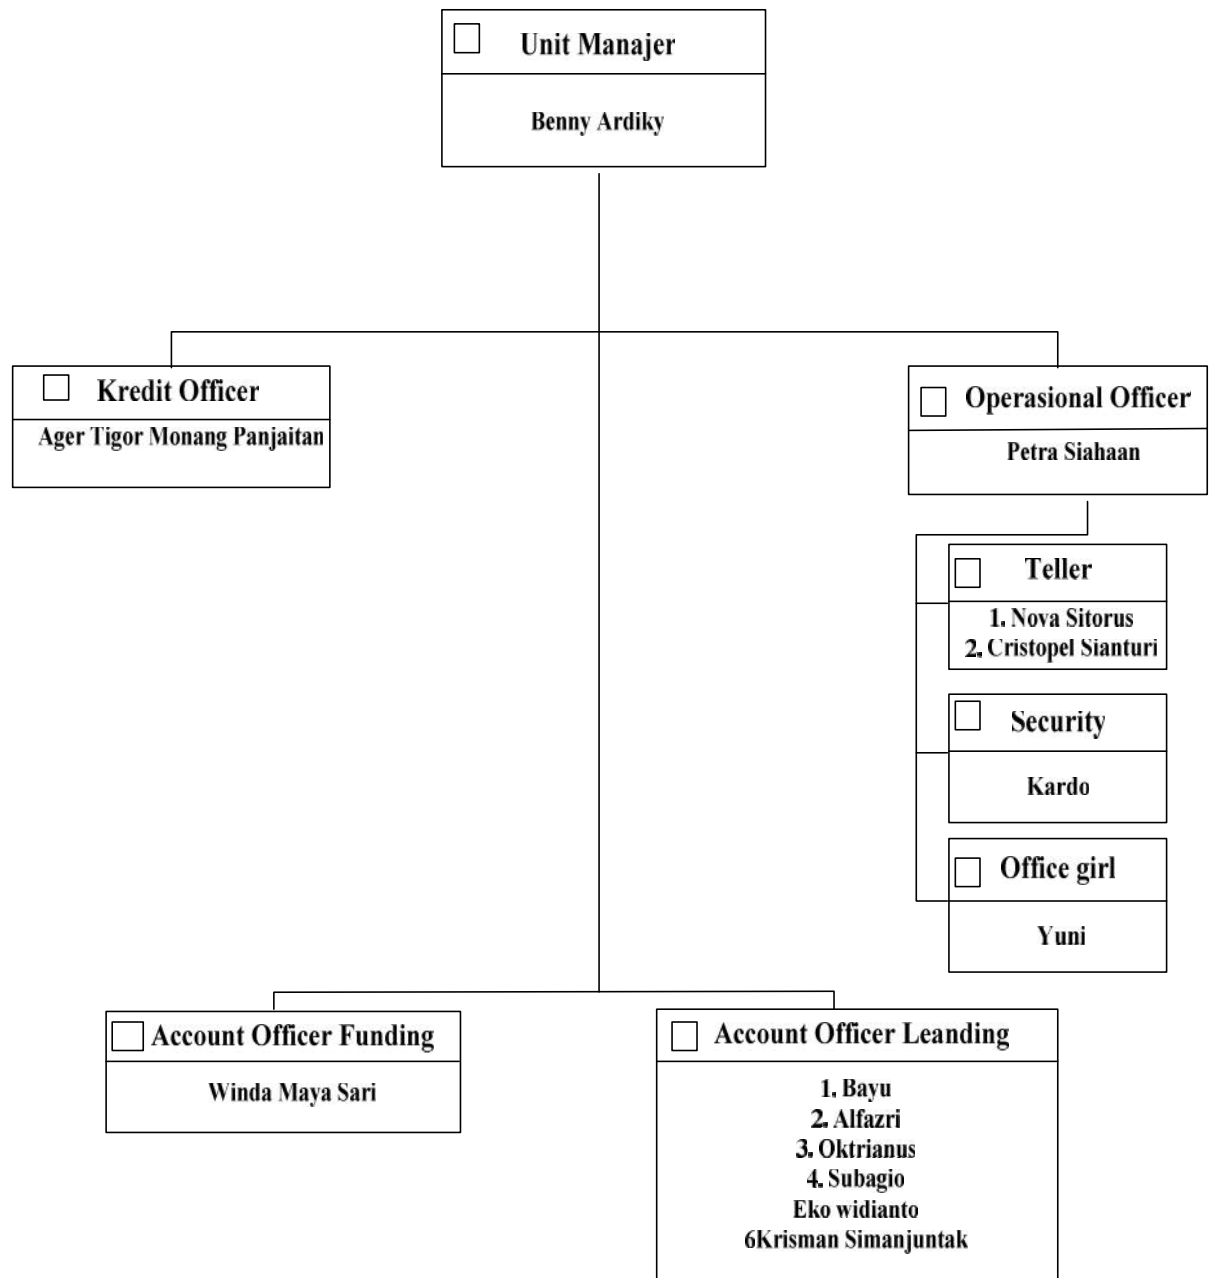 Unit Manajer
Benny Ardiky
Kredit Officer
Ager Tigor Monang Panjaitan
Operasional Officer
Petra Siahaan
Teller
1. Nova Sitorus
2. Cristopel Sianturi
Security
Kardo
Office girl
Yuni
Account Officer Funding
Winda Maya Sari
Account Officer Leanding
1. Bayu
2. Alfazri
3. Oktrianus
4. Subagio
Eko widianto
6Krisman Simanjuntak